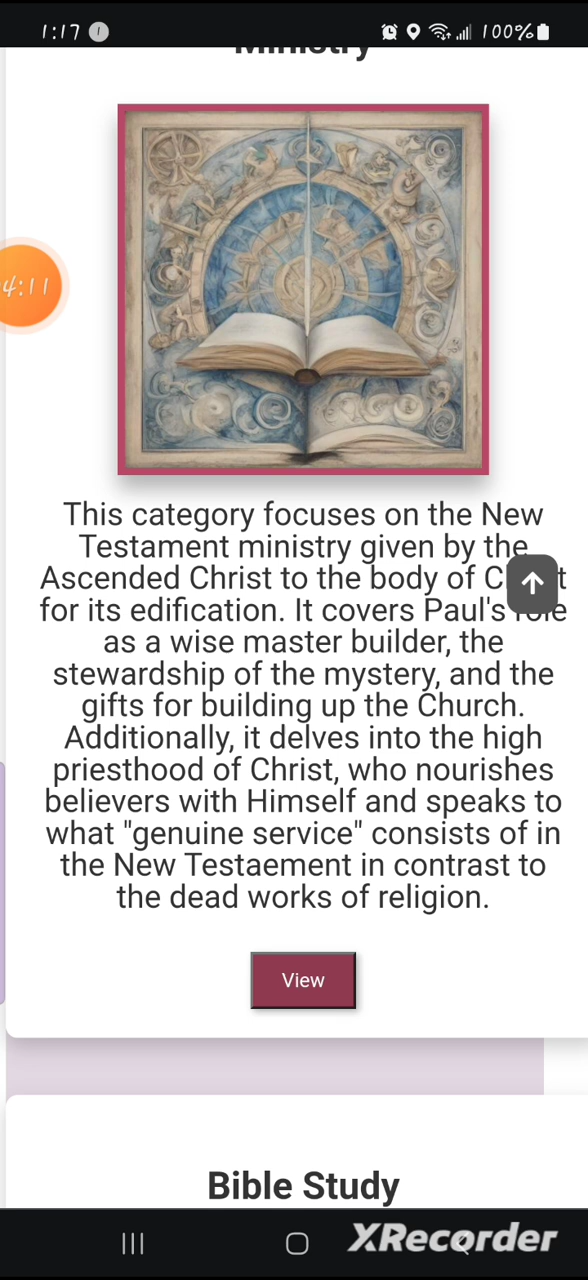 1:17
100%
Ministry
4:11
This category focuses on the New
Testament ministry given by the
Ascended Christ to the body of C t
for its edification. It covers Paul's role
as a wise master builder, the
stewardship of the mystery, and the
gifts for building up the Church.
Additionally, it delves into the high
priesthood of Christ, who nourishes
believers with Himself and speaks to
what "genuine service" consists of in
the New Testaement in contrast to
the dead works of religion.
View
Bible Study
XRecorder